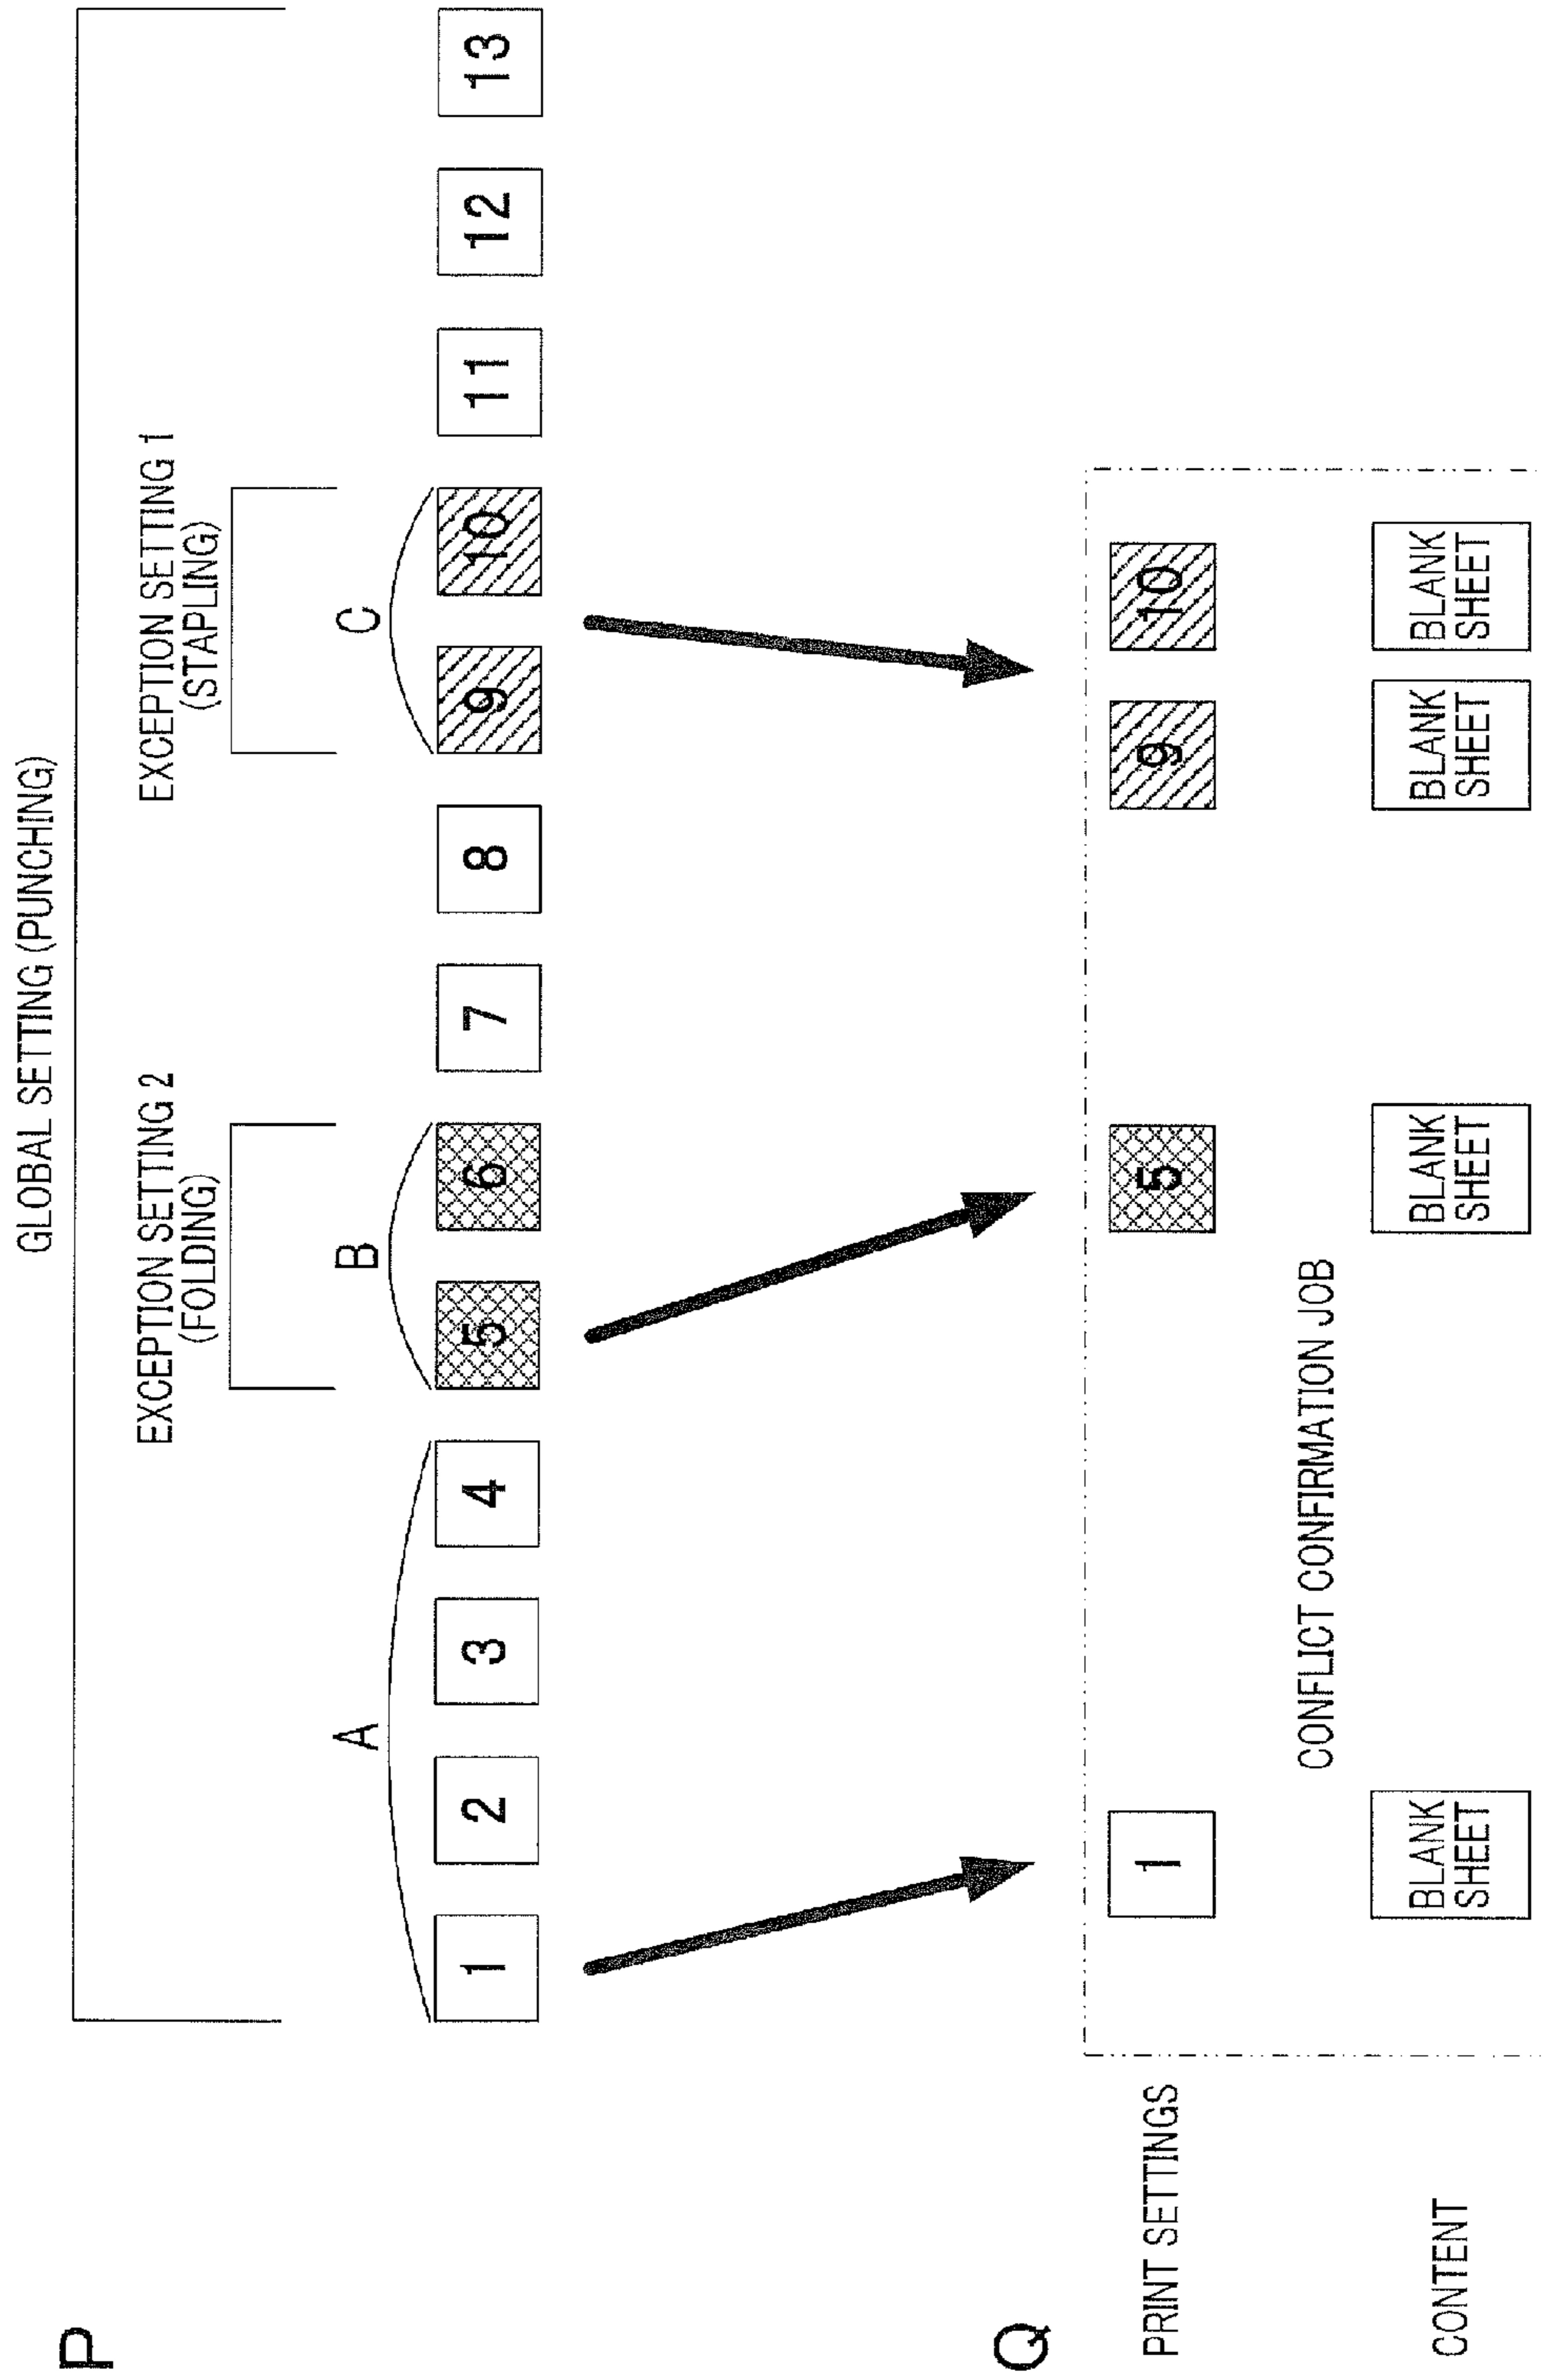 P
GLOBAL SETTING (PUNCHING)
EXCEPTION SETTING 2
(FOLDING)
EXCEPTION SETTING 1
(STAPLING)
A
B
C
1 2 3 4 5 6 7 8 9 10 11 12 13
Q
PRINT SETTINGS
1 5 9 10
CONFLICT CONFIRMATION JOB
CONTENT
BLANK
SHEET
BLANK
SHEET
BLANK
SHEET
BLANK
SHEET